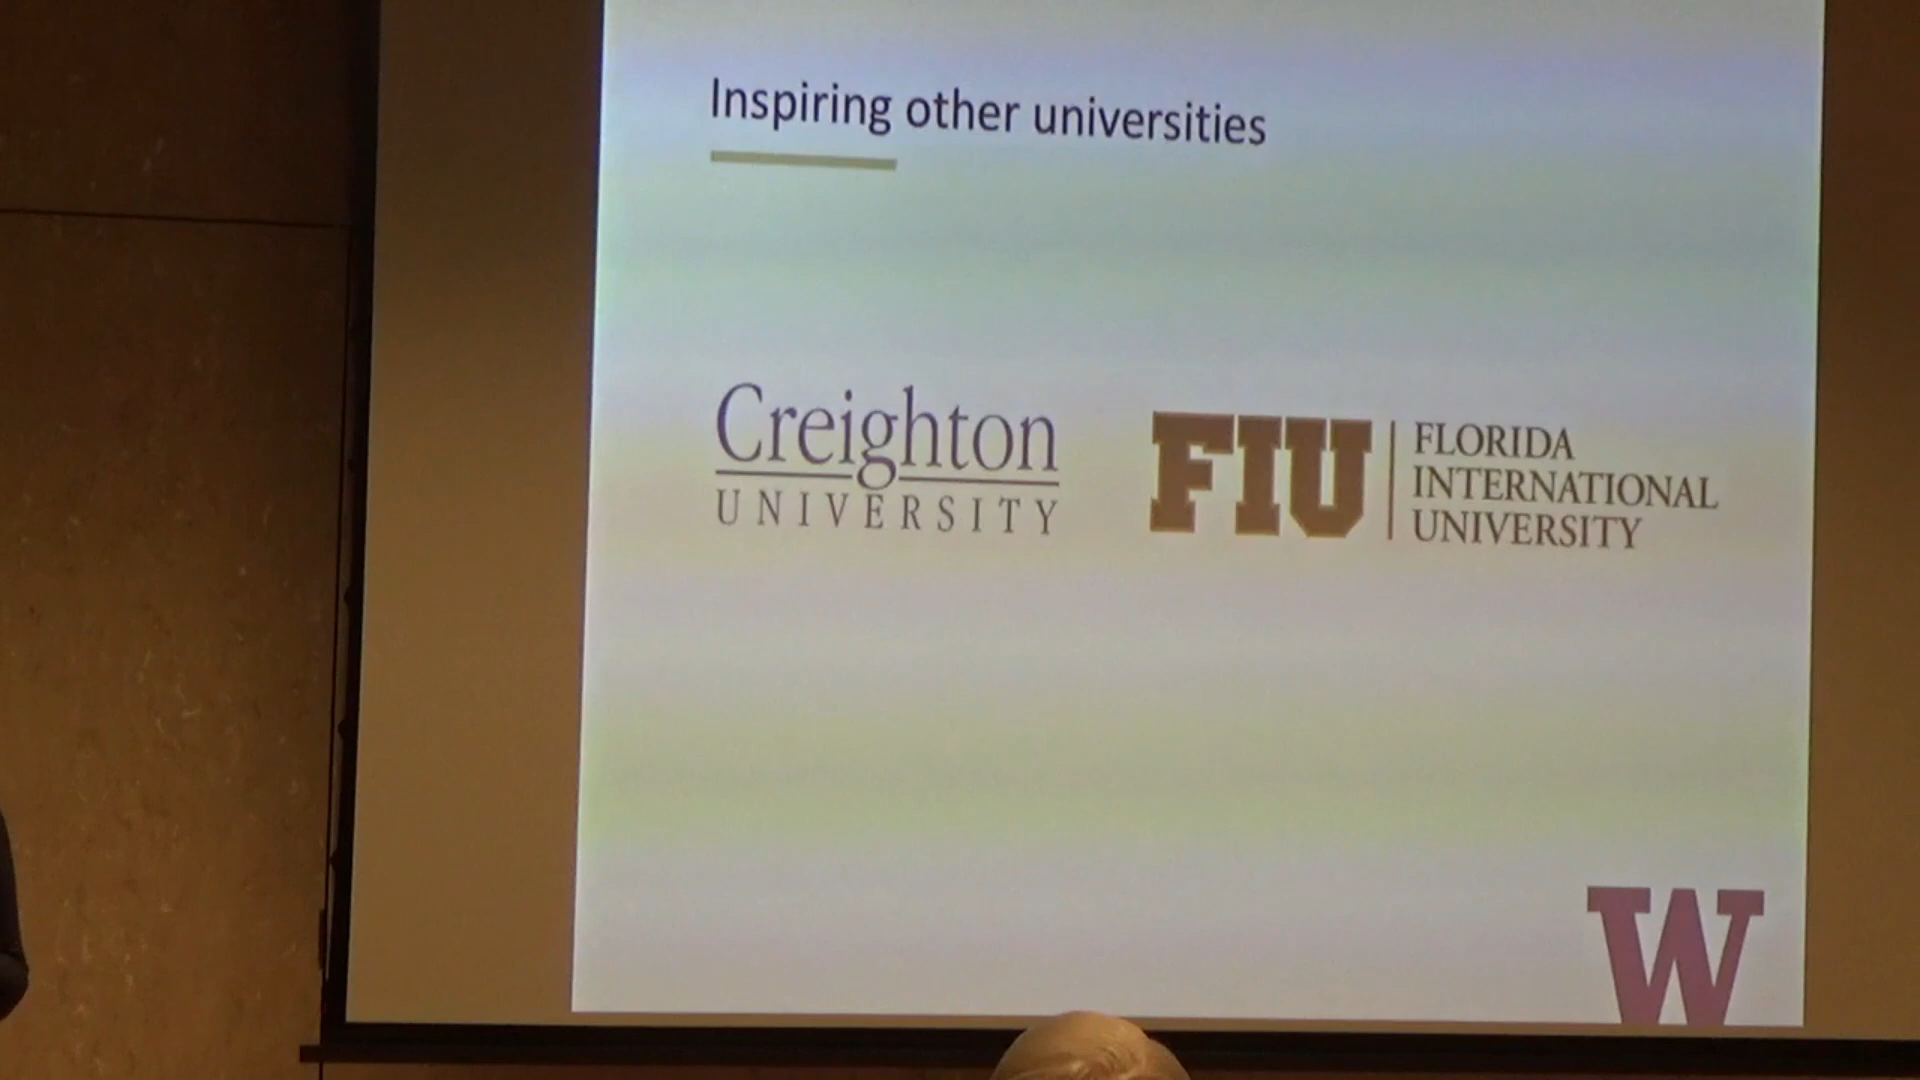 Inspiring other universities
Creighton
UNIVERSITY
FIU
FLORIDA
INTERNATIONAL
UNIVERSITY
W